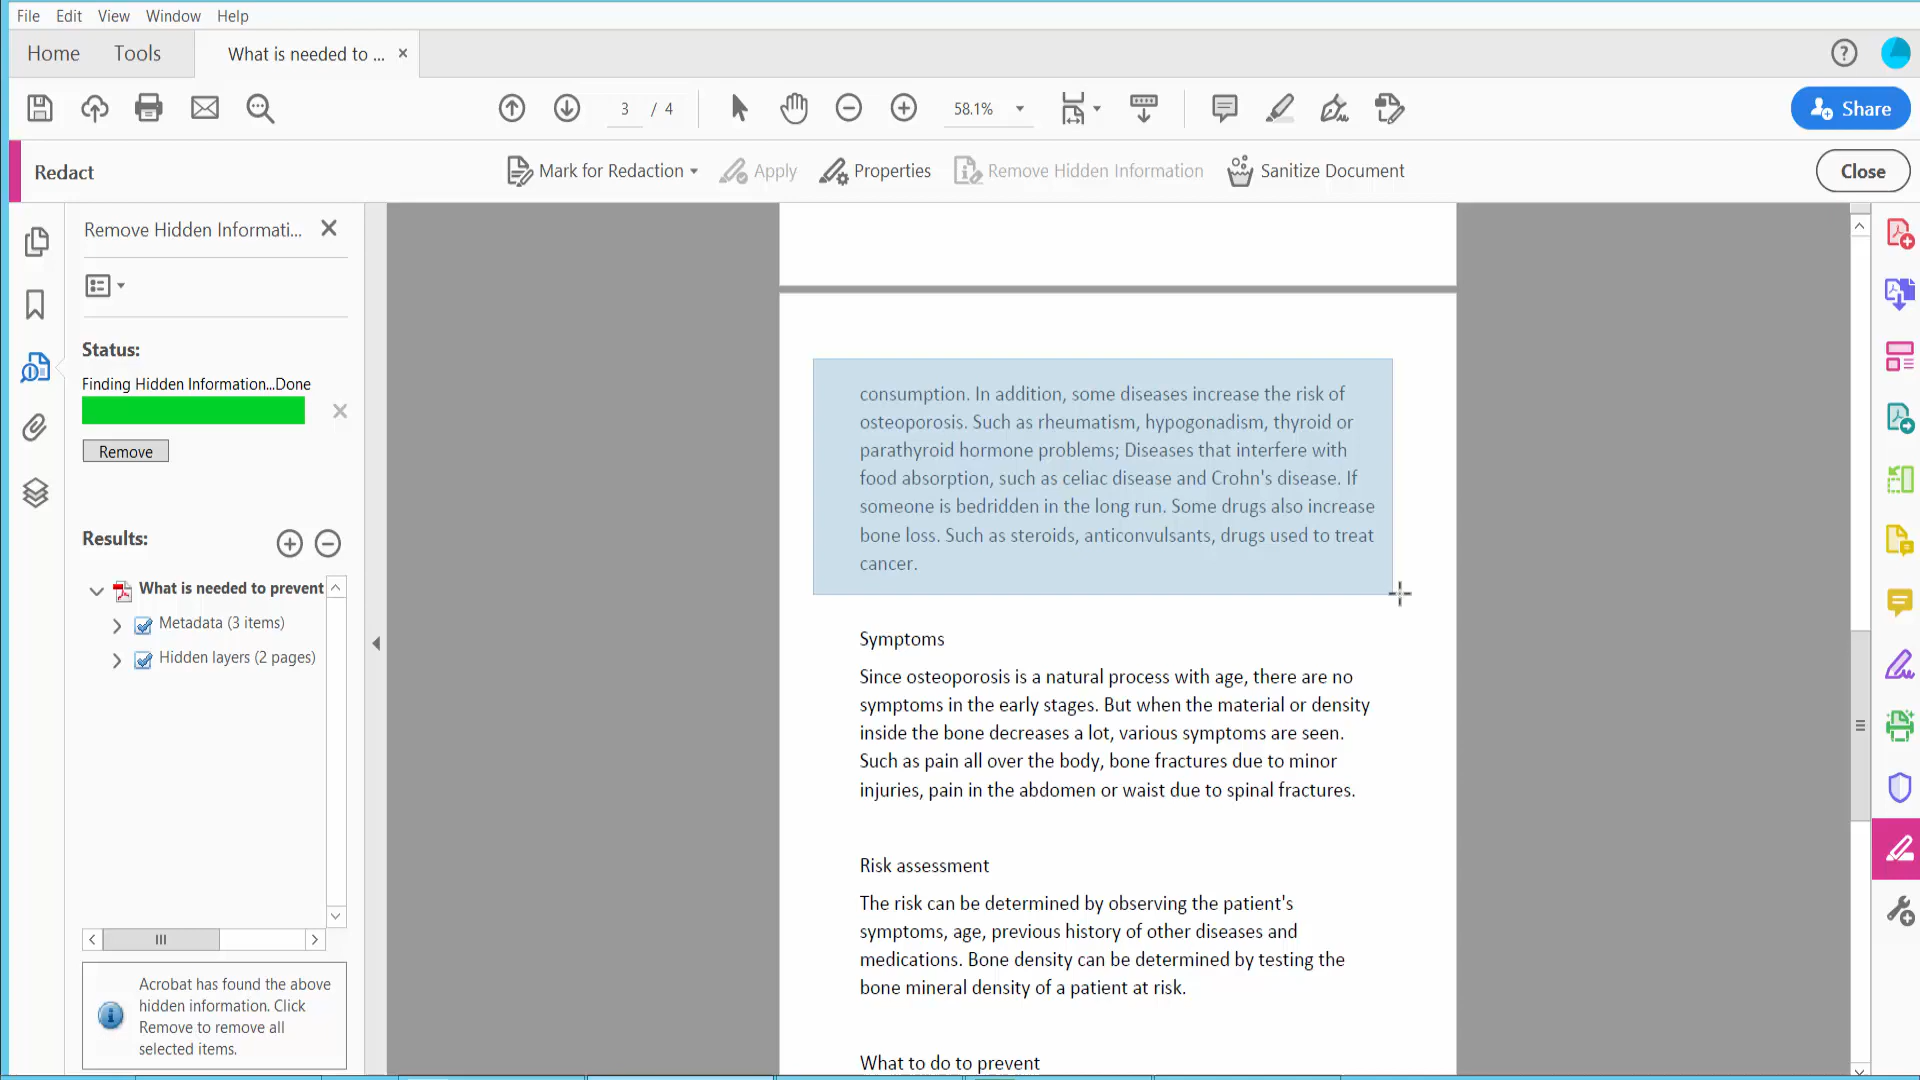 File Edit View Window Help
Home Tools What is needed to ... ×
3 / 4 58.1% Share
Redact Mark for Redaction Apply Properties Remove Hidden Information Sanitize Document Close
Remove Hidden Informati...
Status:
Finding Hidden Information...Done
Remove
Results:
What is needed to prevent
Metadata (3 items)
Hidden layers (2 pages)
Acrobat has found the above
hidden information. Click
Remove to remove all
selected items.
consumption. In addition, some diseases increase the risk of
osteoporosis. Such as rheumatism, hypogonadism, thyroid or
parathyroid hormone problems; Diseases that interfere with
food absorption, such as celiac disease and Crohn's disease. If
someone is bedridden in the long run. Some drugs also increase
bone loss. Such as steroids, anticonvulsants, drugs used to treat
cancer.
Symptoms
Since osteoporosis is a natural process with age, there are no
symptoms in the early stages. But when the material or density
inside the bone decreases a lot, various symptoms are seen.
Such as pain all over the body, bone fractures due to minor
injuries, pain in the abdomen or waist due to spinal fractures.
Risk assessment
The risk can be determined by observing the patient's
symptoms, age, previous history of other diseases and
medications. Bone density can be determined by testing the
bone mineral density of a patient at risk.
What to do to prevent